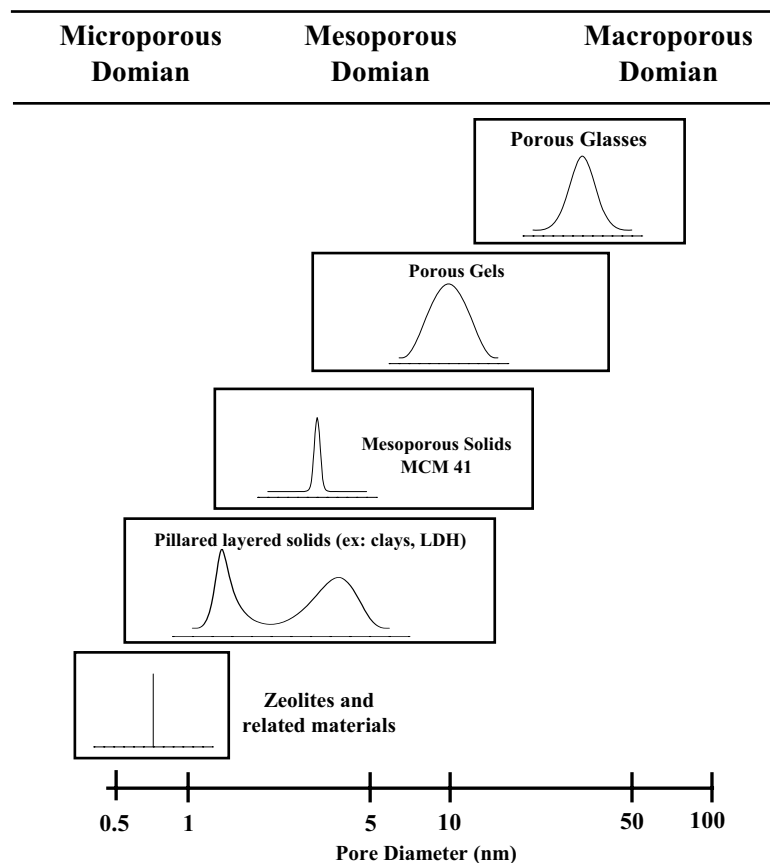 Microporous
Domian
Mesoporous
Domian
Macroporous
Domian
Porous Glasses
Porous Gels
Mesoporous Solids
MCM 41
Pillared layered solids (ex: clays, LDH)
Zeolites and
related materials
0.5 1 5 10 50 100
Pore Diameter (nm)